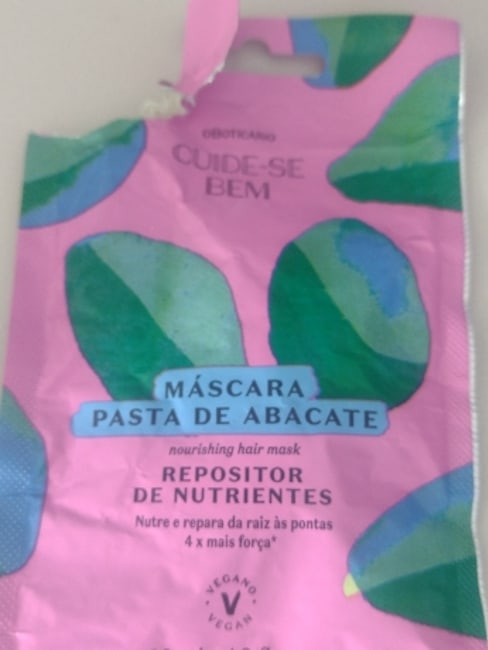 OBOTICÁRIO
CUIDE-SE
BEM
MÁSCARA
PASTA DE ABACATE
nourishing hair mask
REPOSITOR
DE NUTRIENTES
Nutre e repara da raiz às pontas
4 x mais força*
VEGANO
V
VEGAN